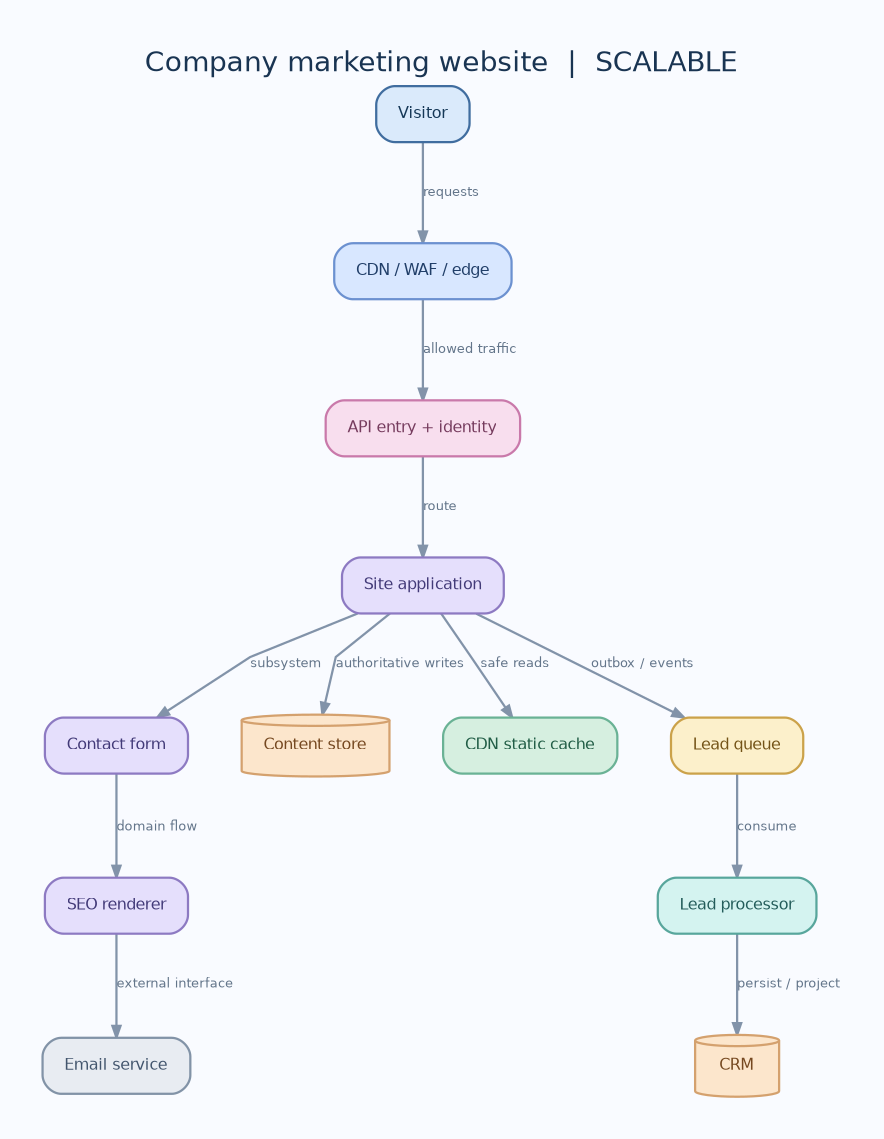 Company marketing website | SCALABLE
Visitor
requests
CDN / WAF / edge
allowed traffic
API entry + identity
route
Site application
subsystem
authoritative writes
safe reads
outbox / events
Contact form
Content store
CDN static cache
Lead queue
domain flow
consume
SEO renderer
Lead processor
external interface
persist / project
Email service
CRM